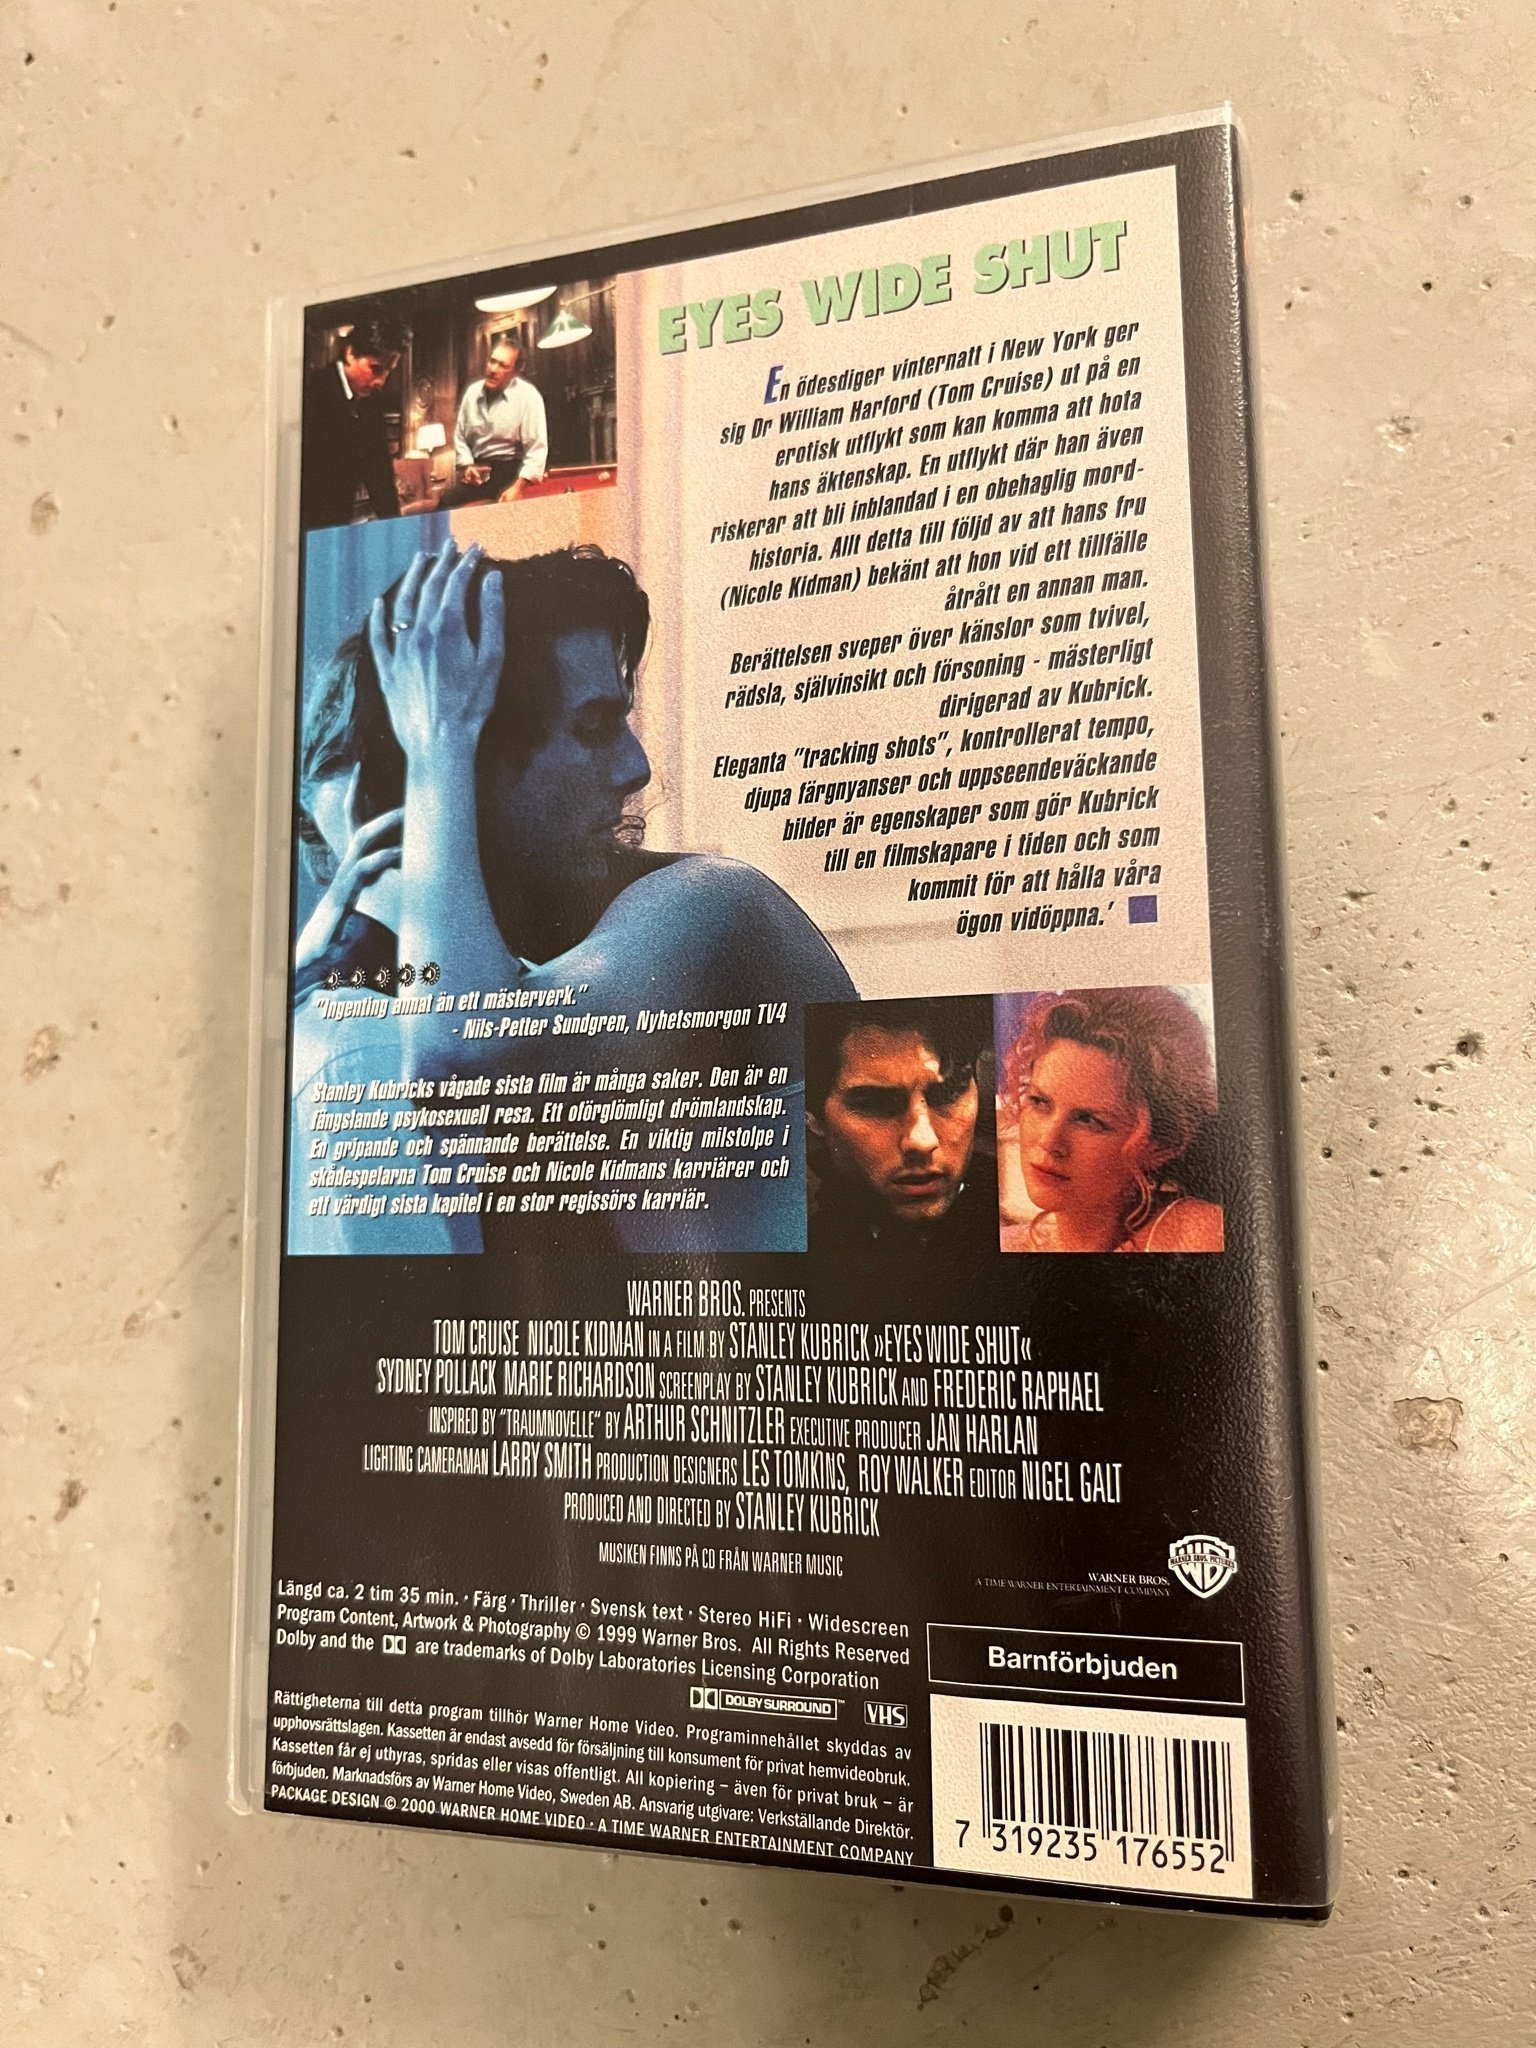 EYES WIDE SHUT
En ödesdiger vinternatt i New York ger
sig Dr William Harford (Tom Cruise) ut på en
erotisk utflykt som kan komma att hota
hans äktenskap. En utflykt där han även
riskerar att bli inblandad i en obehaglig mord-
historia. Allt detta till följd av att hans fru
(Nicole Kidman) bekänt att hon vid ett tillfälle
åtrått en annan man.
Berättelsen sveper över känslor som tvivel,
rädsla, självinsikt och försoning - mästerligt
dirigerad av Kubrick.
Eleganta "tracking shots", kontrollerat tempo,
djupa färgnyanser och uppseendeväckande
bilder är egenskaper som gör Kubrick
till en filmskapare i tiden och som
kommit för att hålla våra
ögon vidöppna.'
"Ingenting annat än ett mästerverk."
- Nils-Petter Sundgren, Nyhetsmorgon TV4
Stanley Kubricks vågade sista film är många saker. Den är en
fängslande psykosexuell resa. Ett oförglömligt drömlandskap.
En gripande och spännande berättelse. En viktig milstolpe i
skådespelarna Tom Cruise och Nicole Kidmans karriärer och
ett värdigt sista kapitel i en stor regissörs karriär.
WARNER BROS. PRESENTS
TOM CRUISE NICOLE KIDMAN IN A FILM BY STANLEY KUBRICK »EYES WIDE SHUT«
SYDNEY POLLACK MARIE RICHARDSON SCREENPLAY BY STANLEY KUBRICK AND FREDERIC RAPHAEL
INSPIRED BY "TRAUMNOVELLE" BY ARTHUR SCHNITZLER EXECUTIVE PRODUCER JAN HARLAN
LIGHTING CAMERAMAN LARRY SMITH PRODUCTION DESIGNERS LES TOMKINS, ROY WALKER EDITOR NIGEL GALT
PRODUCED AND DIRECTED BY STANLEY KUBRICK
MUSIKEN FINNS PÅ CD FRÅN WARNER MUSIC
WARNER BROS. PICTURES
WARNER BROS.
A TIME WARNER ENTERTAINMENT COMPANY
Längd ca. 2 tim 35 min. · Färg · Thriller · Svensk text · Stereo HiFi · Widescreen
Program Content, Artwork & Photography © 1999 Warner Bros. All Rights Reserved
Dolby and the DD are trademarks of Dolby Laboratories Licensing Corporation
DOLBY SURROUND ™ VHS
Barnförbjuden
Rättigheterna till detta program tillhör Warner Home Video. Programinnehållet skyddas av
upphovsrättslagen. Kassetten är endast avsedd för försäljning till konsument för privat hemvideobruk.
Kassetten får ej uthyras, spridas eller visas offentligt. All kopiering – även för privat bruk – är
förbjuden. Marknadsförs av Warner Home Video, Sweden AB. Ansvarig utgivare: Verkställande Direktör.
PACKAGE DESIGN © 2000 WARNER HOME VIDEO · A TIME WARNER ENTERTAINMENT COMPANY
7 319235 176552